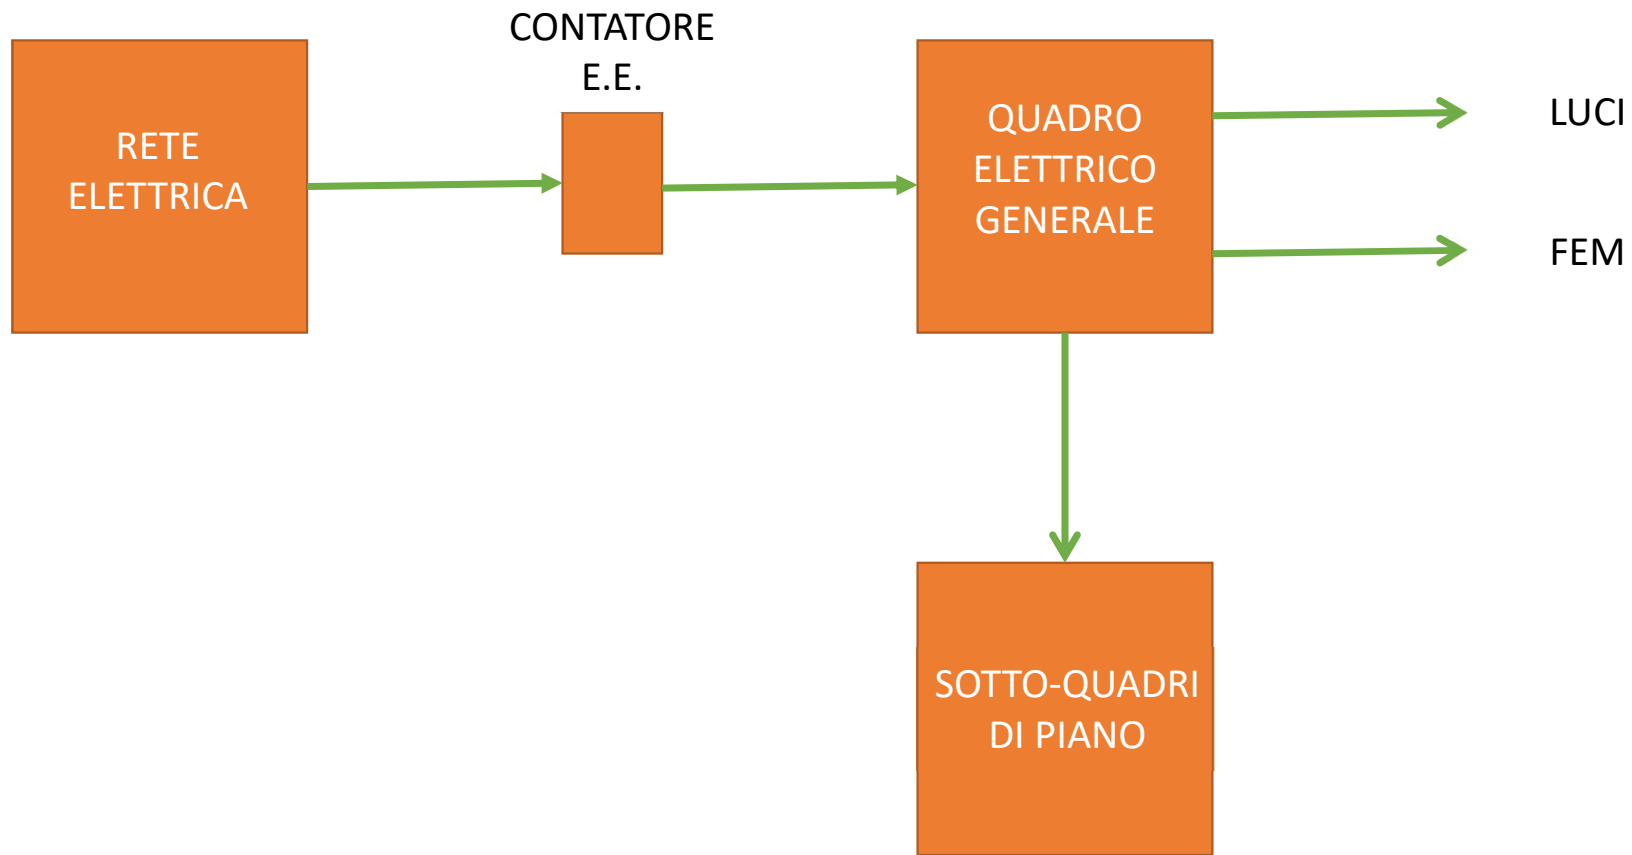 CONTATORE
E.E.
RETE
ELETTRICA
QUADRO
ELETTRICO
GENERALE
LUCI
FEM
SOTTO-QUADRI
DI PIANO